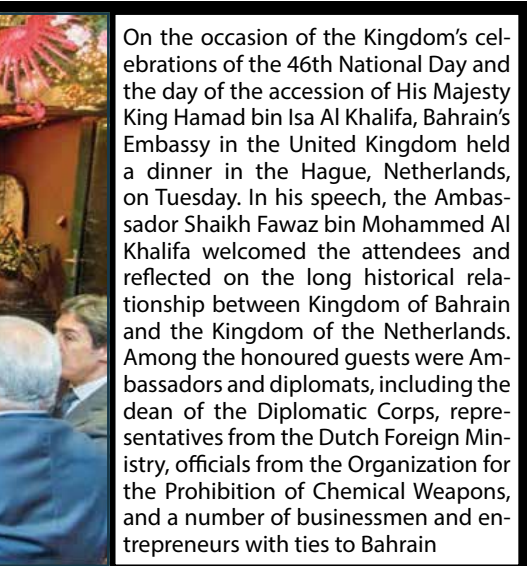 On the occasion of the Kingdom's cel-
ebrations of the 46th National Day and
the day of the accession of His Majesty
King Hamad bin Isa Al Khalifa, Bahrain's
Embassy in the United Kingdom held
a dinner in the Hague, Netherlands,
on Tuesday. In his speech, the Ambas-
sador Shaikh Fawaz bin Mohammed Al
Khalifa welcomed the attendees and
reflected on the long historical rela-
tionship between Kingdom of Bahrain
and the Kingdom of the Netherlands.
Among the honoured guests were Am-
bassadors and diplomats, including the
dean of the Diplomatic Corps, repre-
sentatives from the Dutch Foreign Min-
istry, officials from the Organization for
the Prohibition of Chemical Weapons,
and a number of businessmen and en-
trepreneurs with ties to Bahrain